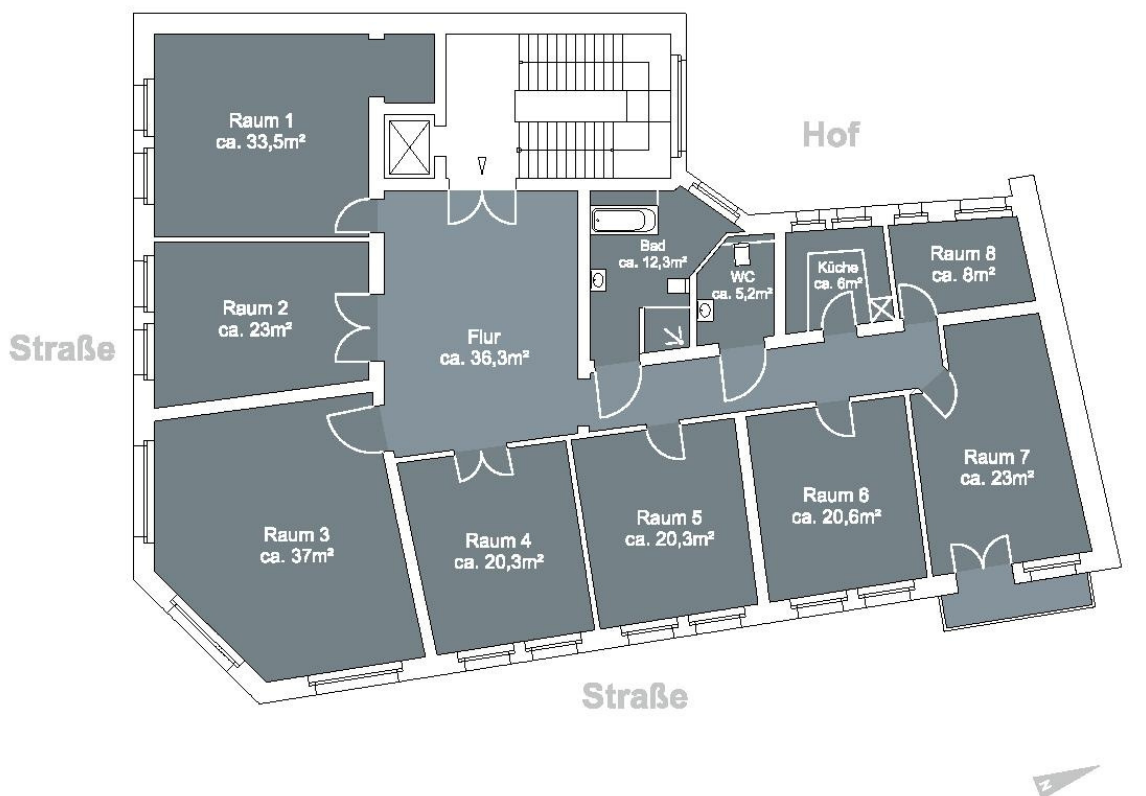 Raum 1
ca. 33,5m²
Hof
Bad
ca. 12,3m²
WC
ca. 5,2m²
Küche
ca. 6m²
Raum 8
ca. 8m²
Raum 2
ca. 23m²
Straße
Flur
ca. 36,3m²
Raum 3
ca. 37m²
Raum 4
ca. 20,3m²
Raum 5
ca. 20,3m²
Raum 6
ca. 20,6m²
Raum 7
ca. 23m²
Straße
N